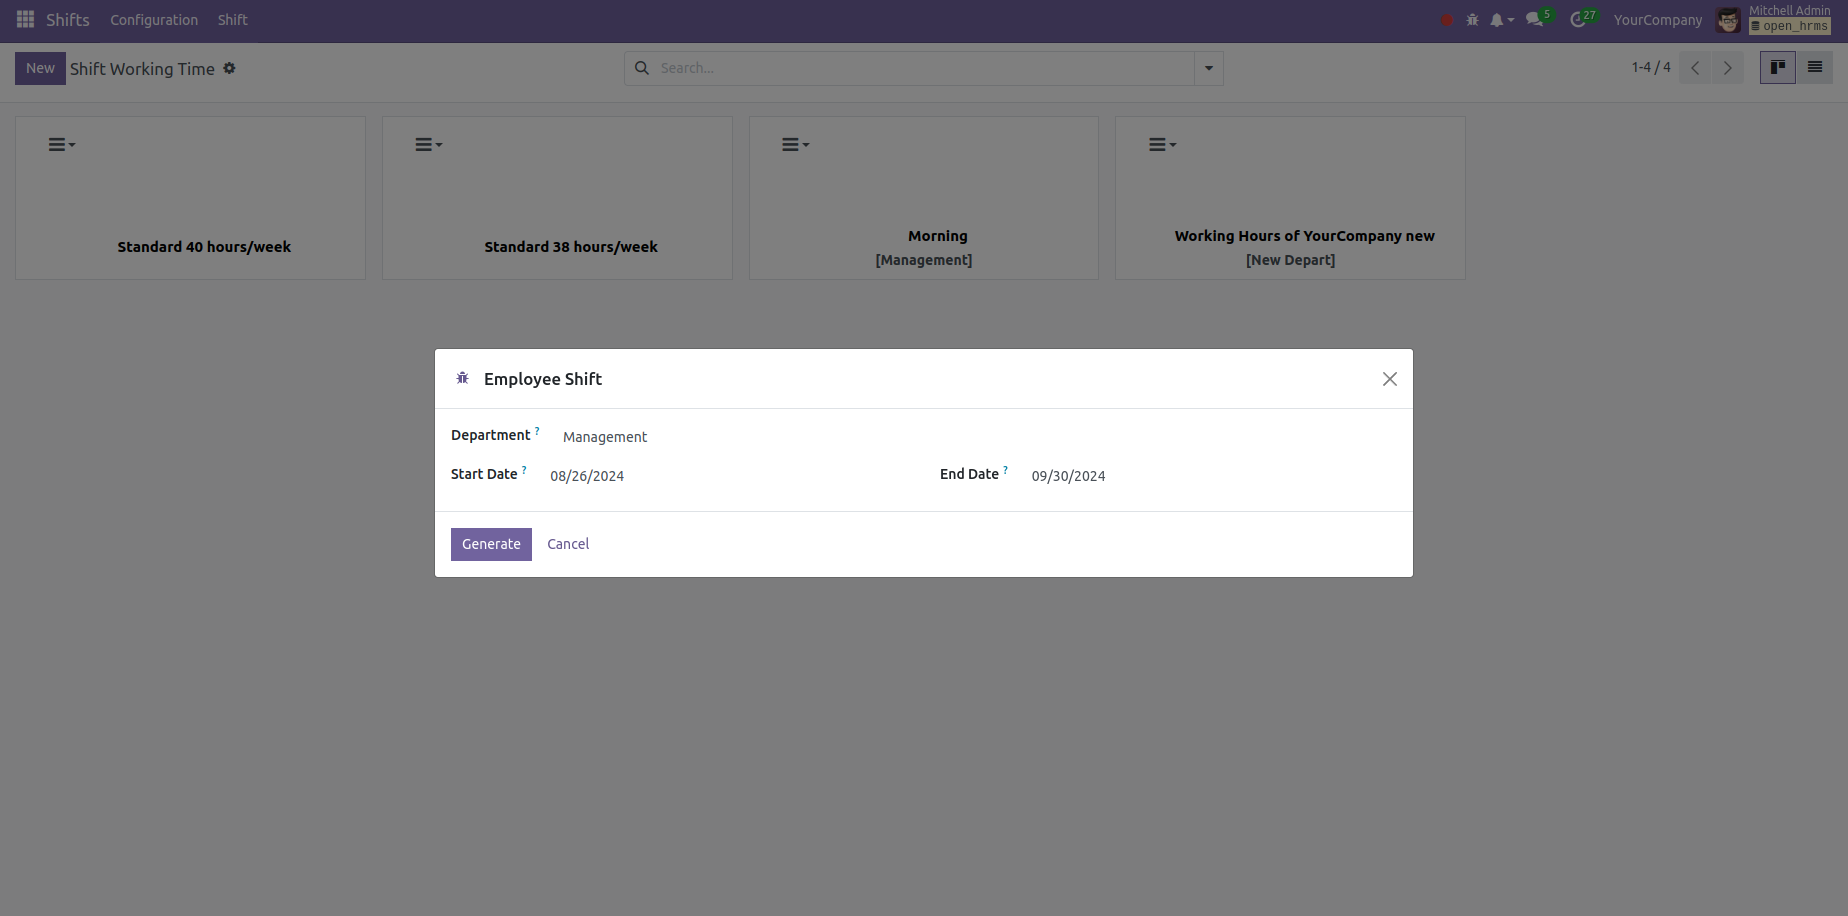 Shifts Configuration Shift 5 27 YourCompany Mitchell Admin
open_hrms
New Shift Working Time Search... 1-4 / 4
Standard 40 hours/week
Standard 38 hours/week
Morning
[Management]
Working Hours of YourCompany new
[New Depart]
Employee Shift
Department ? Management
Start Date ? 08/26/2024 End Date ? 09/30/2024
Generate Cancel